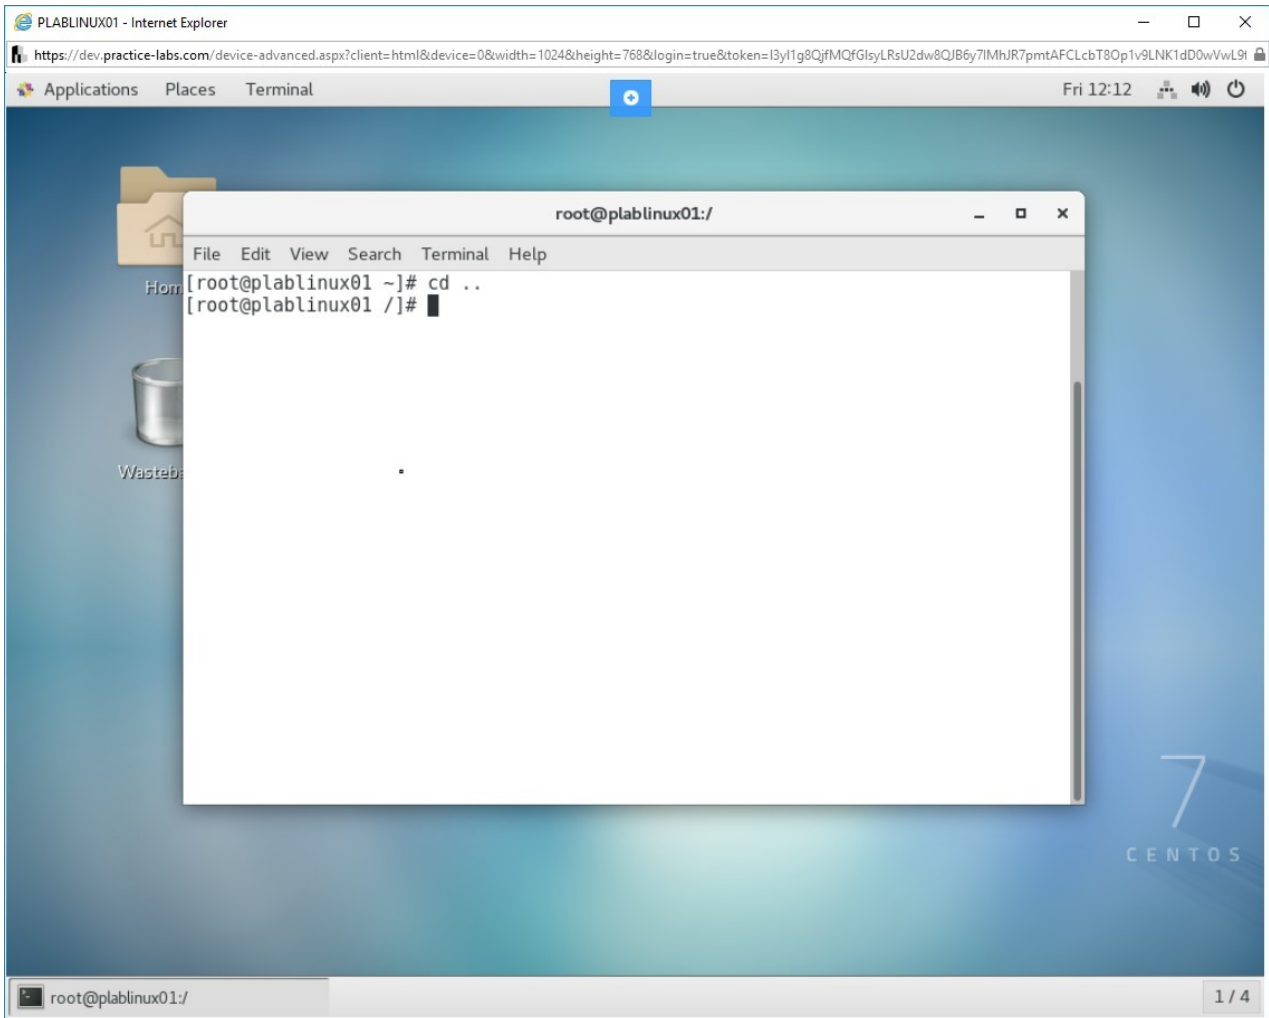 PLABLINUX01 - Internet Explorer
https://dev.practice-labs.com/device-advanced.aspx?client=html&device=0&width=1024&height=768&login=true&token=
Applications Places Terminal Fri 12:12
root@plablinux01:/
File Edit View Search Terminal Help
[root@plablinux01 ~]# cd ..
[root@plablinux01 /]#
Hom
Wasteb
7
CENTOS
root@plablinux01:/ 1 / 4